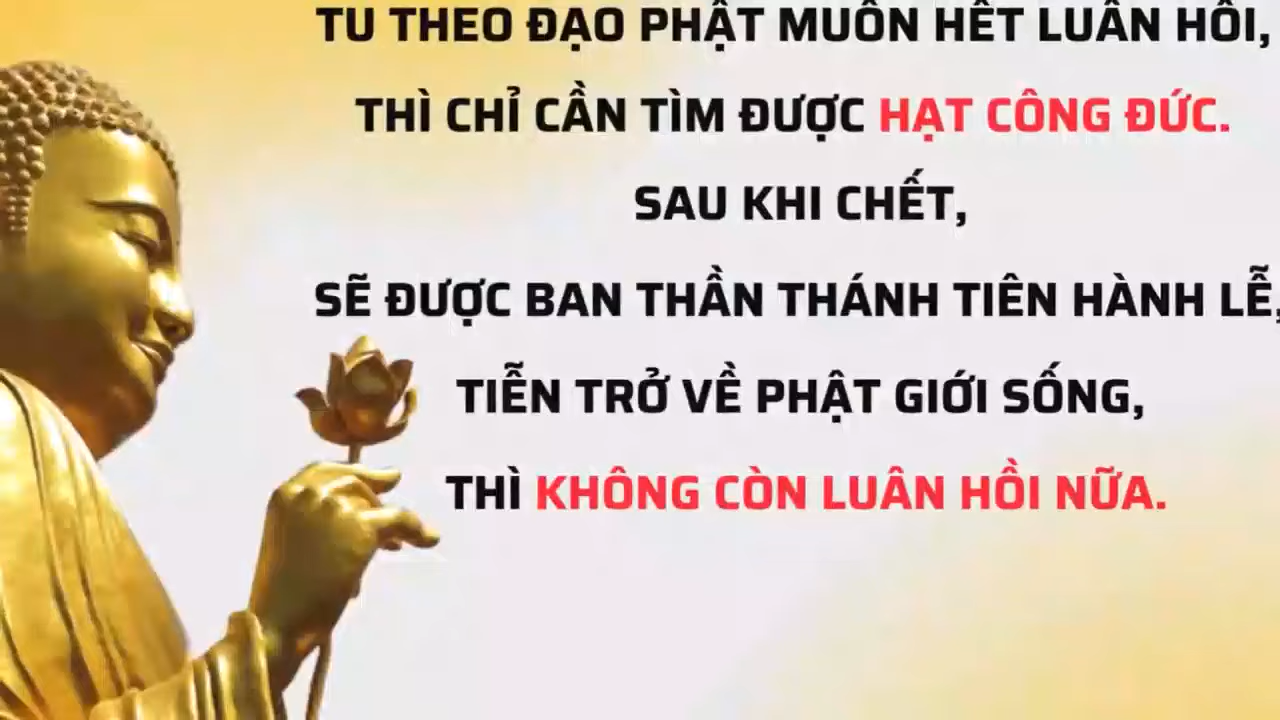 TU THEO ĐẠO PHẬT MUỐN HẾT LUÂN HỒI,
THÌ CHỈ CẦN TÌM ĐƯỢC HẠT CÔNG ĐỨC.
SAU KHI CHẾT,
SẼ ĐƯỢC BAN THẦN THÁNH TIÊN HÀNH LỄ,
TIỄN TRỞ VỀ PHẬT GIỚI SỐNG,
THÌ KHÔNG CÒN LUÂN HỒI NỮA.